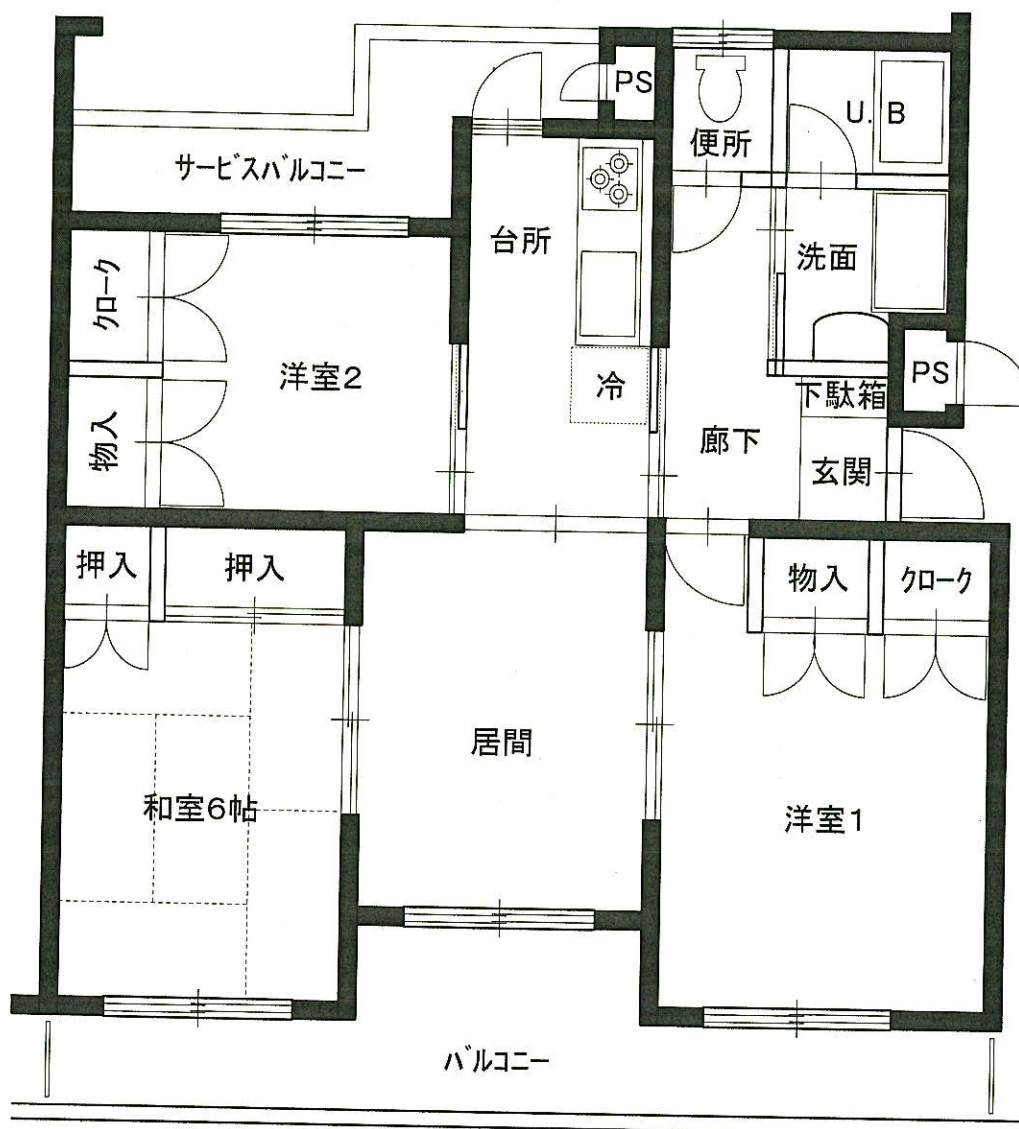 PS
U.B
便所
サービスバルコニー
台所
洗面
クローク
洋室2
冷
PS
下駄箱
物入
廊下
玄関
押入
押入
物入
クローク
居間
和室6帖
洋室1
バルコニー